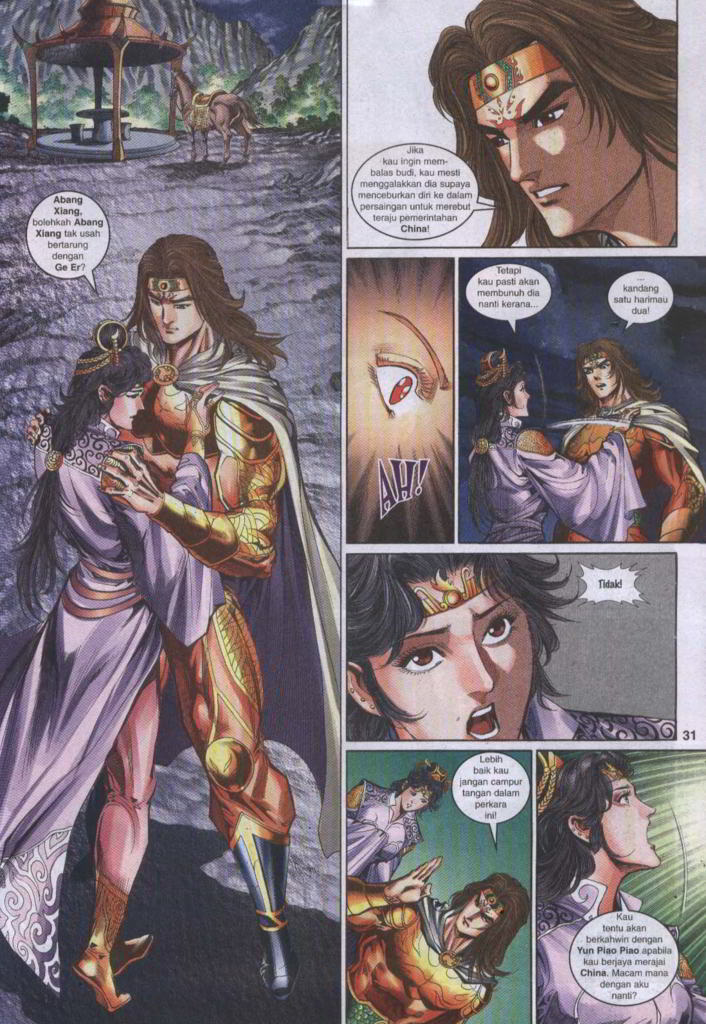 Abang
Xiang,
bolehkah Abang
Xiang tak usah
bertarung
dengan
Ge Er?
Jika
kau ingin mem-
balas budi, kau mesti
menggalakkan dia supaya
menceburkan diri ke dalam
persaingan untuk merebut
teraju pemerintahan
China!
AH!
Tetapi
kau pasti akan
membunuh dia
nanti kerana...
...
kandang
satu harimau
dua!
Tidak!
31
Lebih
baik kau
jangan campur
tangan dalam
perkara
ini!
Kau
tentu akan
berkahwin dengan
Yun Piao Piao apabila
kau berjaya merajai
China. Macam mana
dengan aku
nanti?